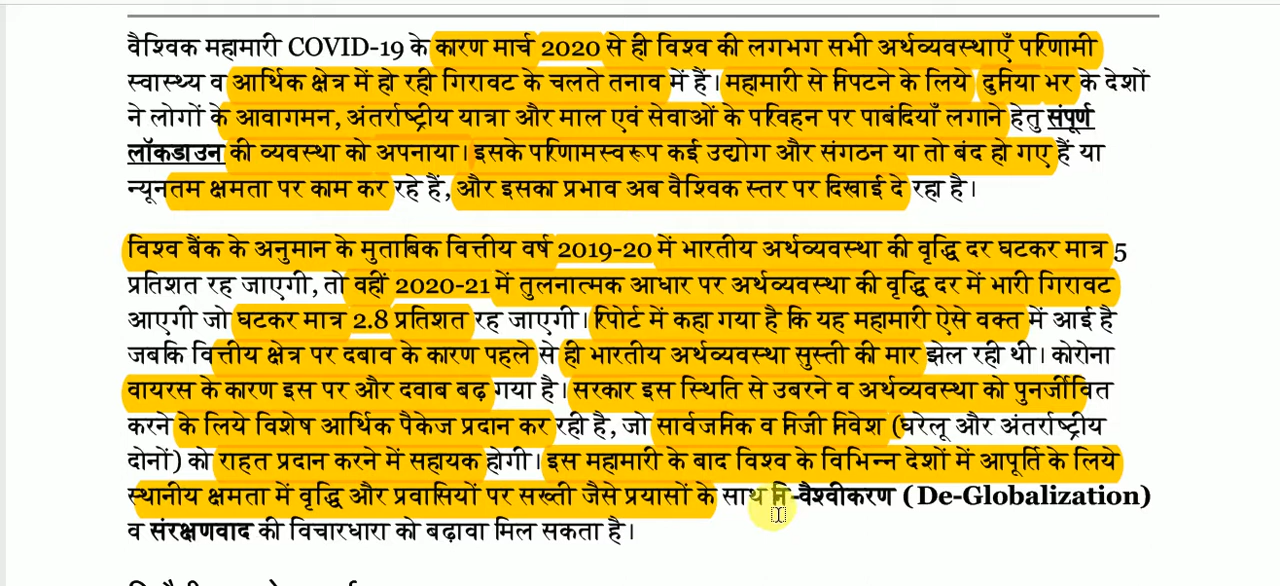 वैश्विक महामारी COVID-19 के कारण मार्च 2020 से ही विश्व की लगभग सभी अर्थव्यवस्थाएँ परिणामी
स्वास्थ्य व आर्थिक क्षेत्र में हो रही गिरावट के चलते तनाव में हैं। महामारी से निपटने के लिये दुनिया भर के देशों
ने लोगों के आवागमन, अंतर्राष्ट्रीय यात्रा और माल एवं सेवाओं के परिवहन पर पाबंदियाँ लगाने हेतु संपूर्ण
लॉकडाउन की व्यवस्था को अपनाया। इसके परिणामस्वरूप कई उद्योग और संगठन या तो बंद हो गए हैं या
न्यूनतम क्षमता पर काम कर रहे हैं, और इसका प्रभाव अब वैश्विक स्तर पर दिखाई दे रहा है।
विश्व बैंक के अनुमान के मुताबिक वित्तीय वर्ष 2019-20 में भारतीय अर्थव्यवस्था की वृद्धि दर घटकर मात्र 5
प्रतिशत रह जाएगी, तो वहीं 2020-21 में तुलनात्मक आधार पर अर्थव्यवस्था की वृद्धि दर में भारी गिरावट
आएगी जो घटकर मात्र 2.8 प्रतिशत रह जाएगी। रिपोर्ट में कहा गया है कि यह महामारी ऐसे वक्त में आई है
जबकि वित्तीय क्षेत्र पर दबाव के कारण पहले से ही भारतीय अर्थव्यवस्था सुस्ती की मार झेल रही थी। कोरोना
वायरस के कारण इस पर और दवाब बढ़ गया है। सरकार इस स्थिति से उबरने व अर्थव्यवस्था को पुनर्जीवित
करने के लिये विशेष आर्थिक पैकेज प्रदान कर रही है, जो सार्वजनिक व निजी निवेश (घरेलू और अंतर्राष्ट्रीय
दोनों) को राहत प्रदान करने में सहायक होगी। इस महामारी के बाद विश्व के विभिन्न देशों में आपूर्ति के लिये
स्थानीय क्षमता में वृद्धि और प्रवासियों पर सख्ती जैसे प्रयासों के साथ नि-वैश्वीकरण (De-Globalization)
व संरक्षणवाद की विचारधारा को बढ़ावा मिल सकता है।